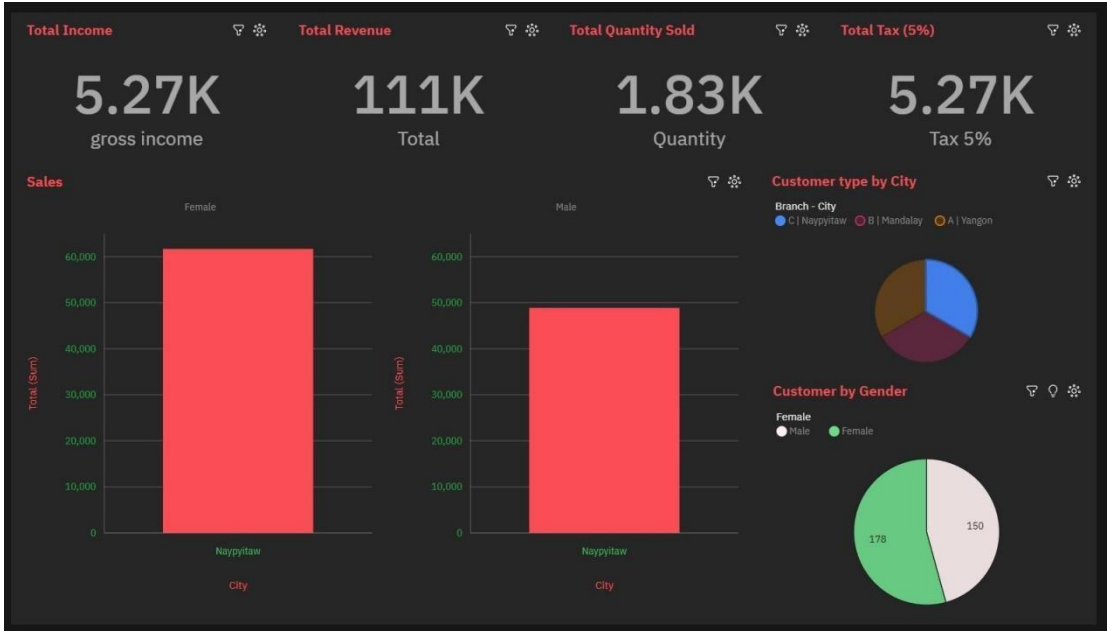 Total Income
Total Revenue
Total Quantity Sold
Total Tax (5%)
5.27K
111K
1.83K
5.27K
gross income
Total
Quantity
Tax 5%
Sales
Female
Male
Total (Sum)
60,000
50,000
40,000
30,000
20,000
10,000
0
Naypyitaw
City
Total (Sum)
60,000
50,000
40,000
30,000
20,000
10,000
0
Naypyitaw
City
Customer type by City
Branch - City
C | Naypyitaw B | Mandalay A | Yangon
Customer by Gender
Female
Male Female
178
150